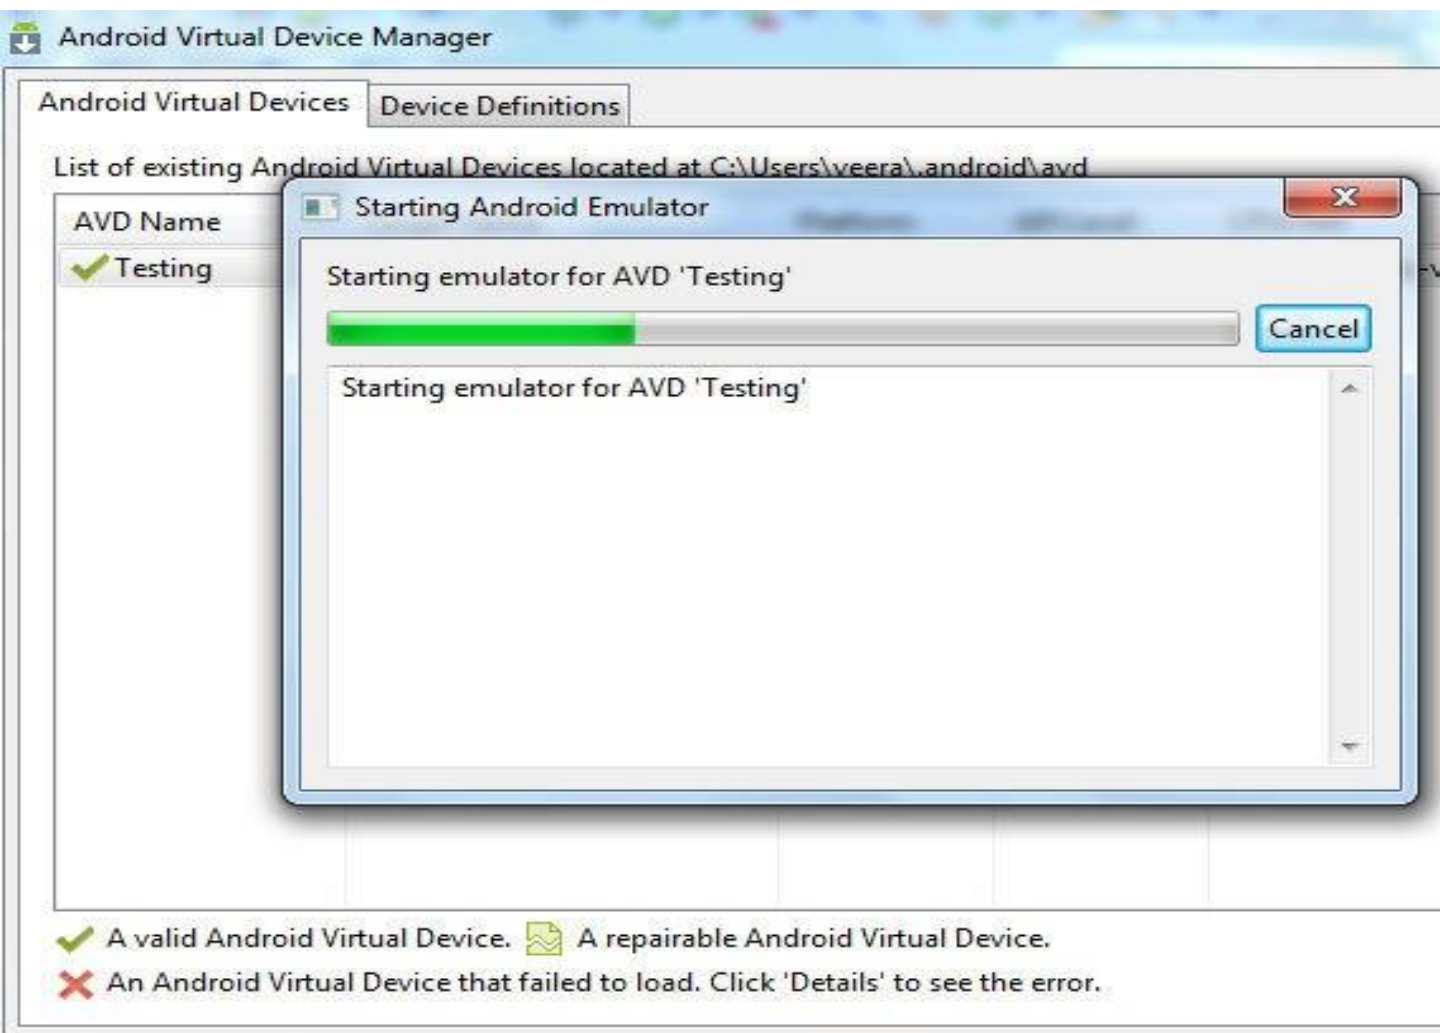 Android Virtual Device Manager
Android Virtual Devices
Device Definitions
List of existing Android Virtual Devices located at C:\Users\veera\.android\avd
AVD Name
Testing
Starting Android Emulator
Starting emulator for AVD 'Testing'
Cancel
Starting emulator for AVD 'Testing'
A valid Android Virtual Device. A repairable Android Virtual Device.
An Android Virtual Device that failed to load. Click 'Details' to see the error.